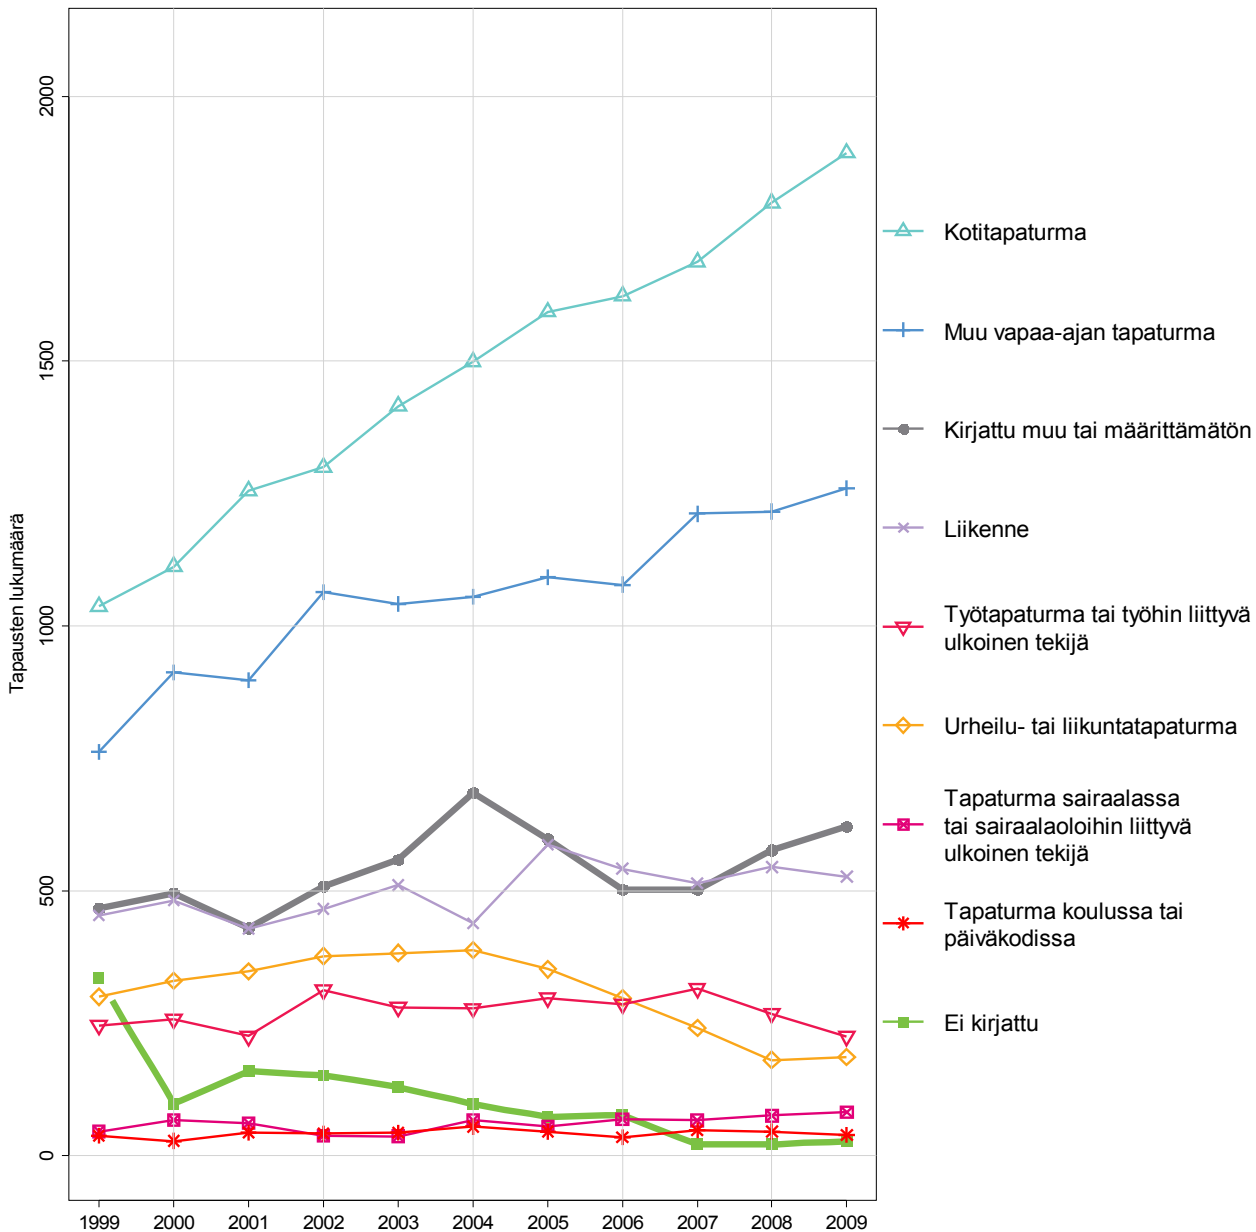 2000
1500
1000
500
0
Tapausten lukumäärä
1999 2000 2001 2002 2003 2004 2005 2006 2007 2008 2009
Kotitapaturma
Muu vapaa-ajan tapaturma
Kirjattu muu tai määrittämätön
Liikenne
Työtapaturma tai työhin liittyvä
ulkoinen tekijä
Urheilu- tai liikuntatapaturma
Tapaturma sairaalassa
tai sairaalaoloihin liittyvä
ulkoinen tekijä
Tapaturma koulussa tai
päiväkodissa
Ei kirjattu